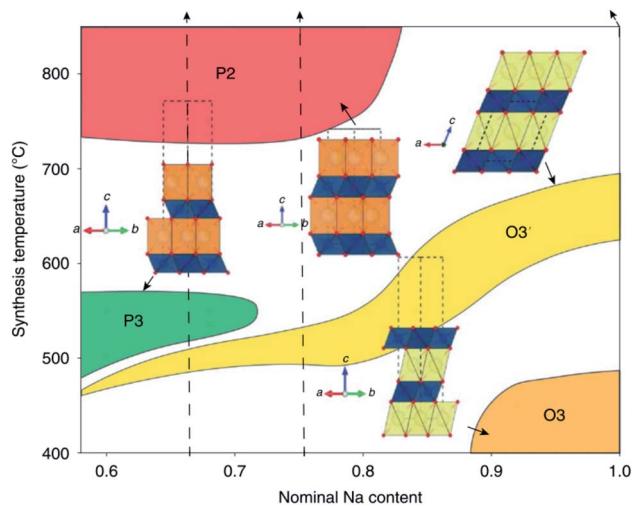 800
700
600
500
400
Synthesis temperature (°C)
P2
c
a
c
a b
c
a b
O3′
P3
c
a b
O3
0.6 0.7 0.8 0.9 1.0
Nominal Na content